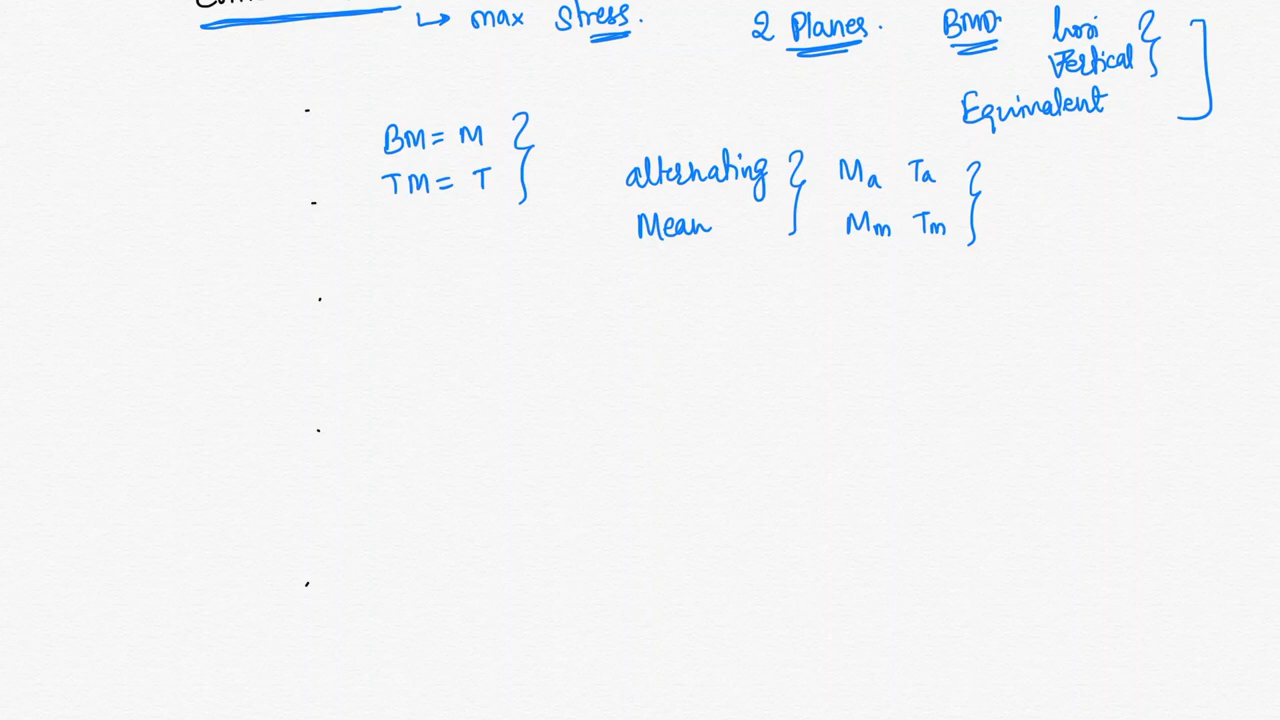 → max Stress. 2 Planes. BMD. hori
Vertical
Equivalent
BM = M
TM = T
alternating Ma Ta
Mean Mm Tm